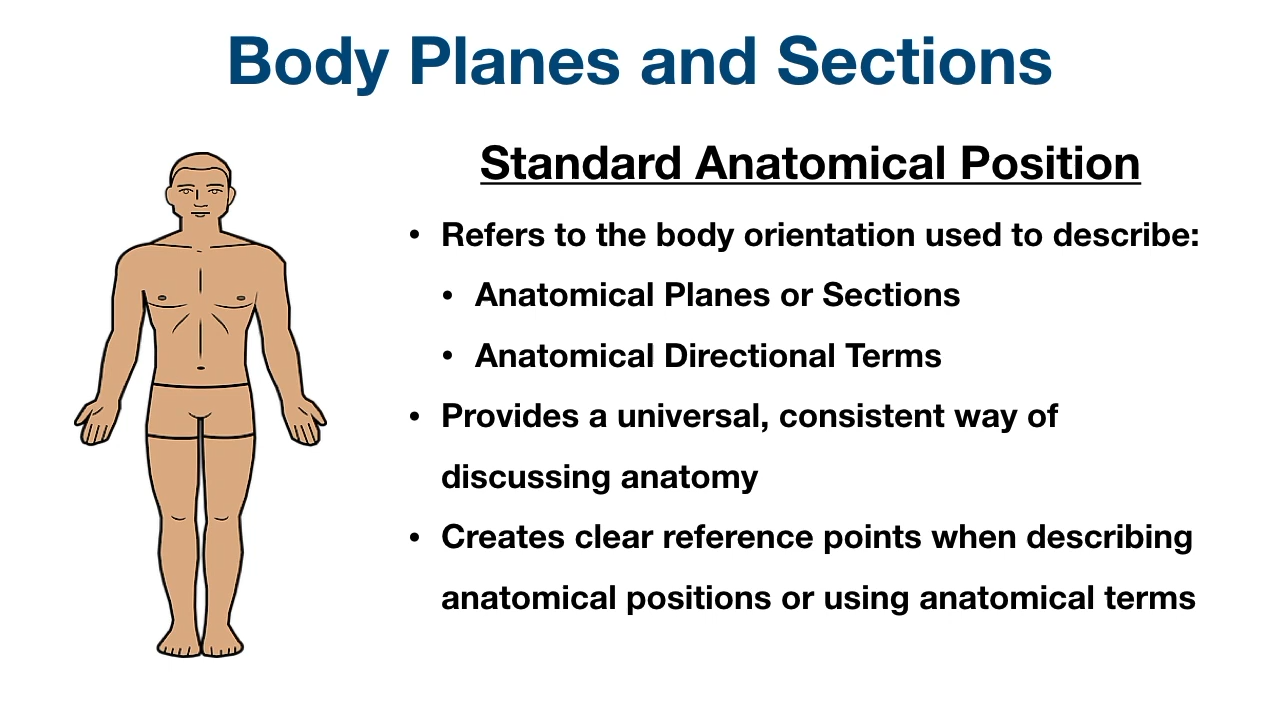 Body Planes and Sections
Standard Anatomical Position
• Refers to the body orientation used to describe:
• Anatomical Planes or Sections
• Anatomical Directional Terms
• Provides a universal, consistent way of
discussing anatomy
• Creates clear reference points when describing
anatomical positions or using anatomical terms